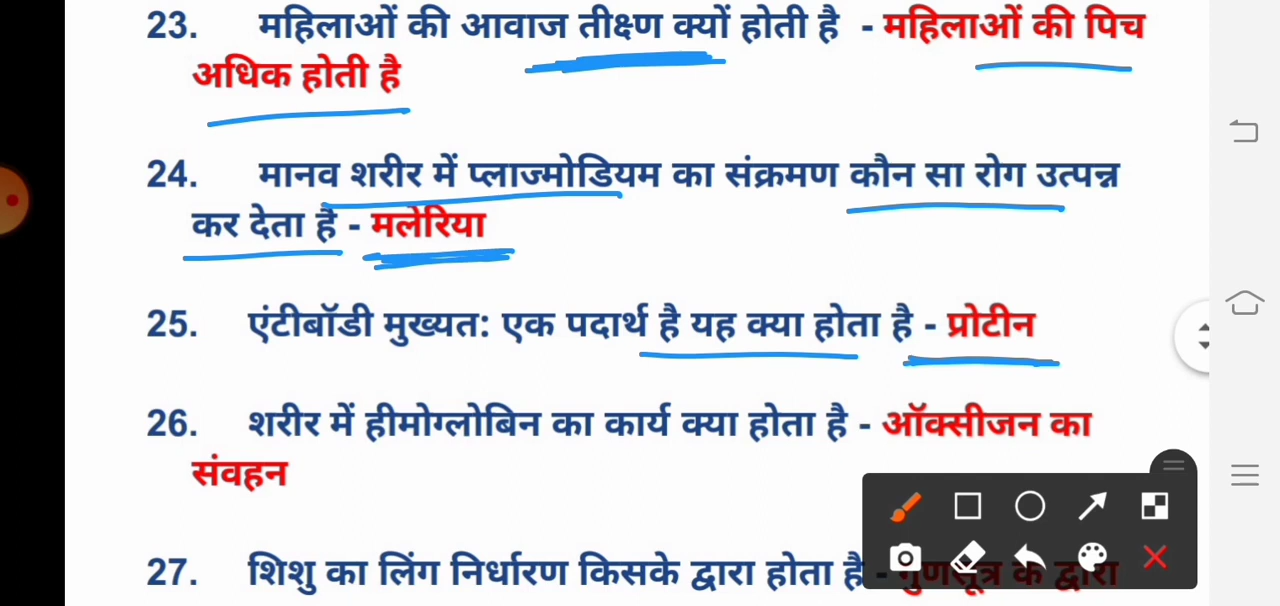 23. महिलाओं की आवाज तीक्ष्ण क्यों होती है - महिलाओं की पिच
अधिक होती है
24. मानव शरीर में प्लाज्मोडियम का संक्रमण कौन सा रोग उत्पन्न
कर देता है - मलेरिया
25. एंटीबॉडी मुख्यत: एक पदार्थ है यह क्या होता है - प्रोटीन
26. शरीर में हीमोग्लोबिन का कार्य क्या होता है - ऑक्सीजन का
संवहन
27. शिशु का लिंग निर्धारण किसके द्वारा होता है - गुणसूत्र के द्वारा